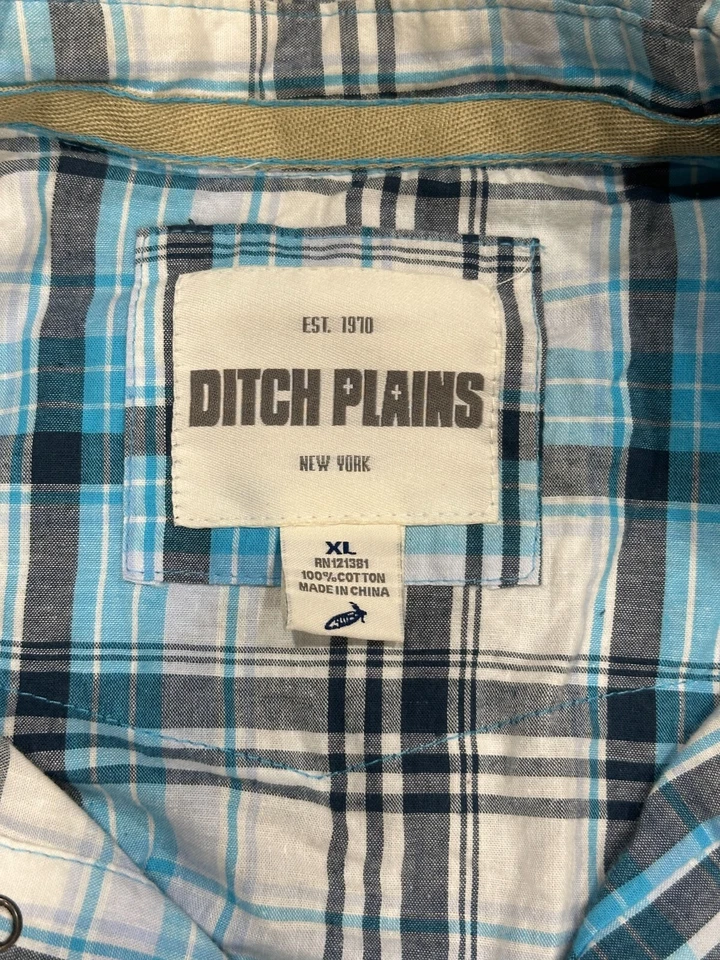 EST. 1970
DITCH PLAINS
NEW YORK
XL
RN121381
100%COTTON
MADE IN CHINA